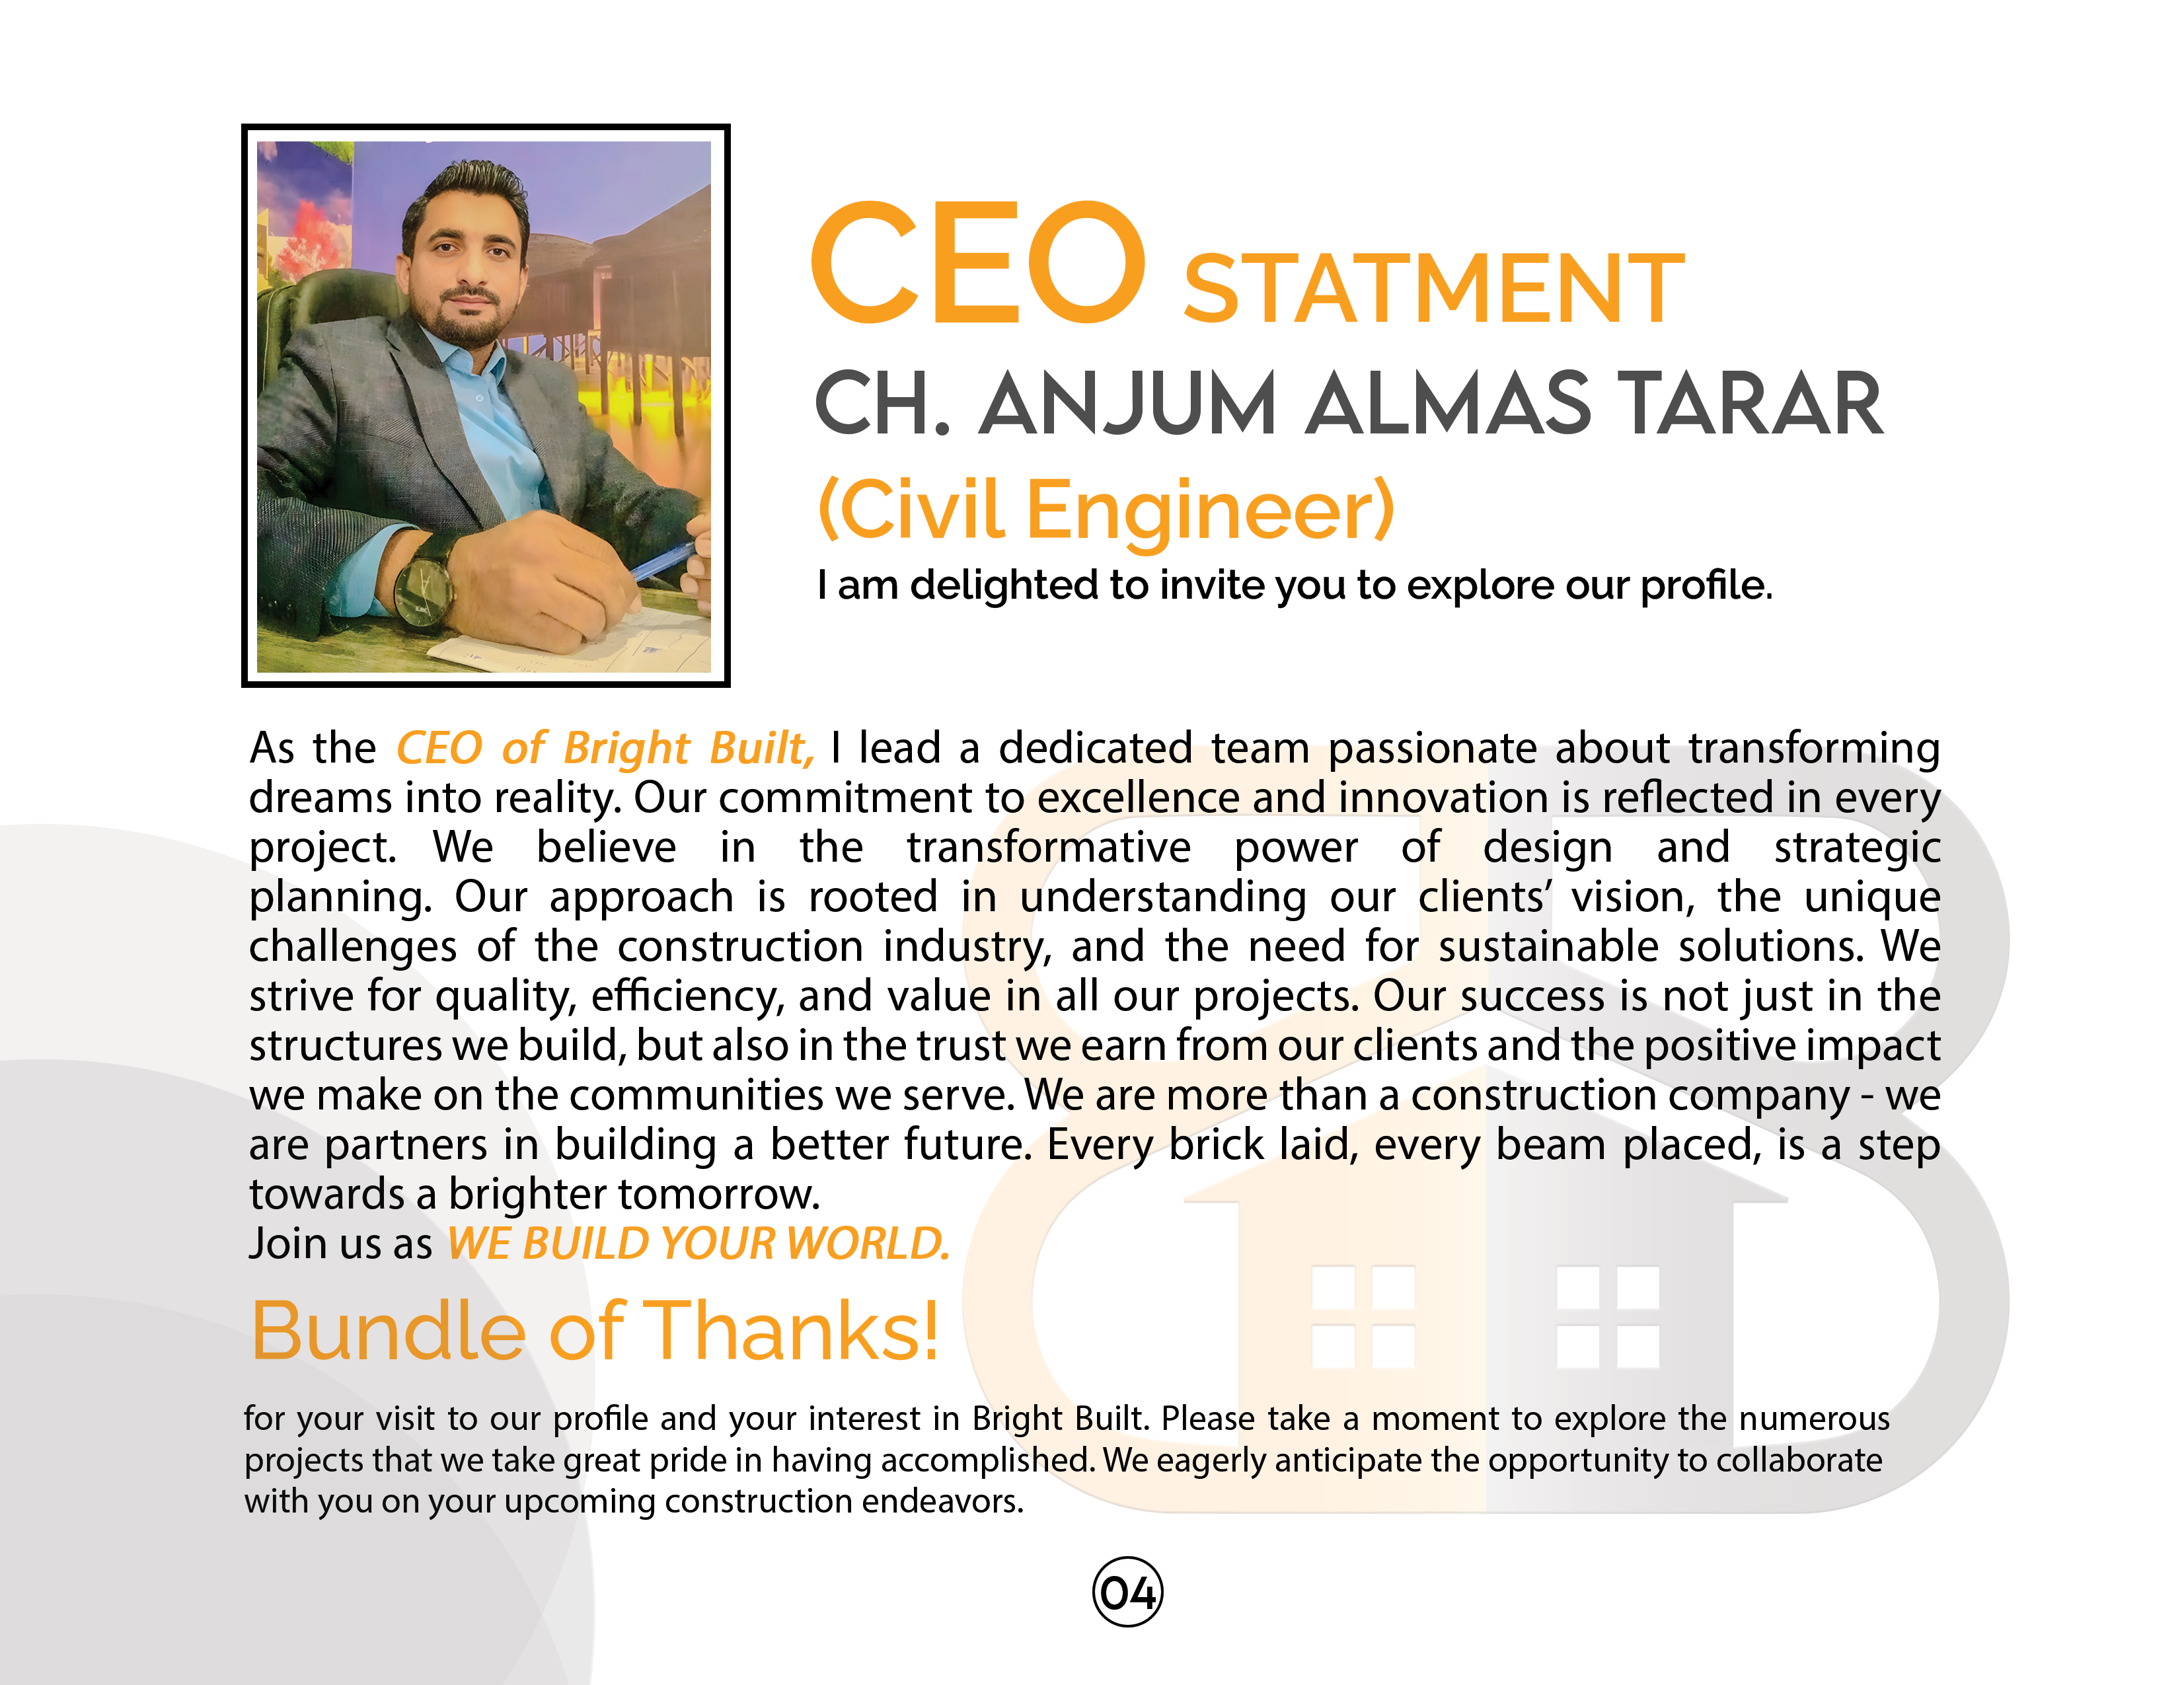 CEO STATMENT
CH. ANJUM ALMAS TARAR
(Civil Engineer)
I am delighted to invite you to explore our profile.
As the CEO of Bright Built, I lead a dedicated team passionate about transforming
dreams into reality. Our commitment to excellence and innovation is reflected in every
project. We believe in the transformative power of design and strategic
planning. Our approach is rooted in understanding our clients’ vision, the unique
challenges of the construction industry, and the need for sustainable solutions. We
strive for quality, efficiency, and value in all our projects. Our success is not just in the
structures we build, but also in the trust we earn from our clients and the positive impact
we make on the communities we serve. We are more than a construction company - we
are partners in building a better future. Every brick laid, every beam placed, is a step
towards a brighter tomorrow.
Join us as WE BUILD YOUR WORLD.
Bundle of Thanks!
for your visit to our profile and your interest in Bright Built. Please take a moment to explore the numerous
projects that we take great pride in having accomplished. We eagerly anticipate the opportunity to collaborate
with you on your upcoming construction endeavors.
04